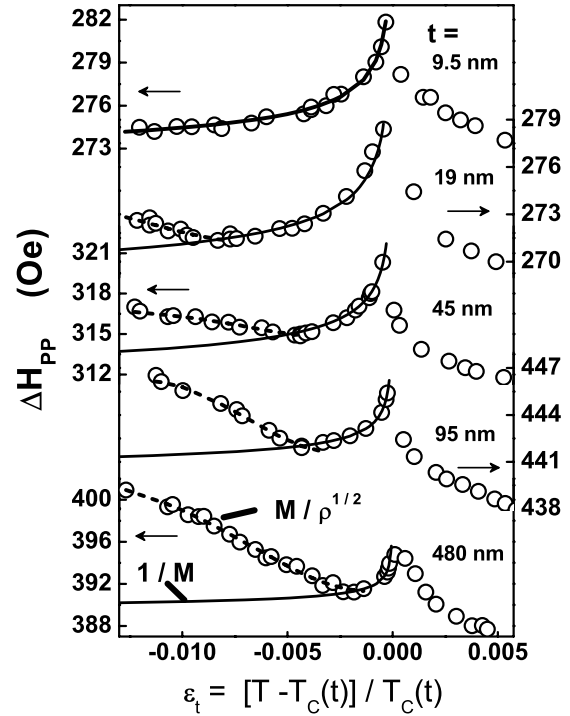 282
279
276
273
321
318
315
312
400
396
392
388
ΔH_PP (Oe)
t =
9.5 nm
19 nm
45 nm
95 nm
480 nm
279
276
273
270
447
444
441
438
M / ρ^1/2
1 / M
-0.010 -0.005 0.000 0.005
ε_t = [T -T_C(t)] / T_C(t)